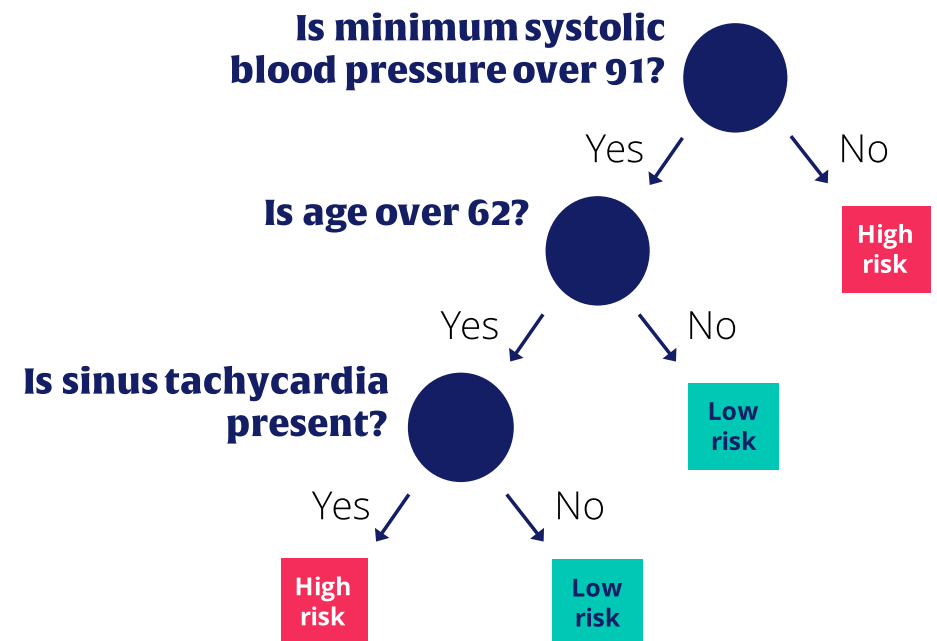 Is minimum systolic
blood pressure over 91?
Yes
No
High
risk
Is age over 62?
Yes
No
Low
risk
Is sinus tachycardia
present?
Yes
No
High
risk
Low
risk